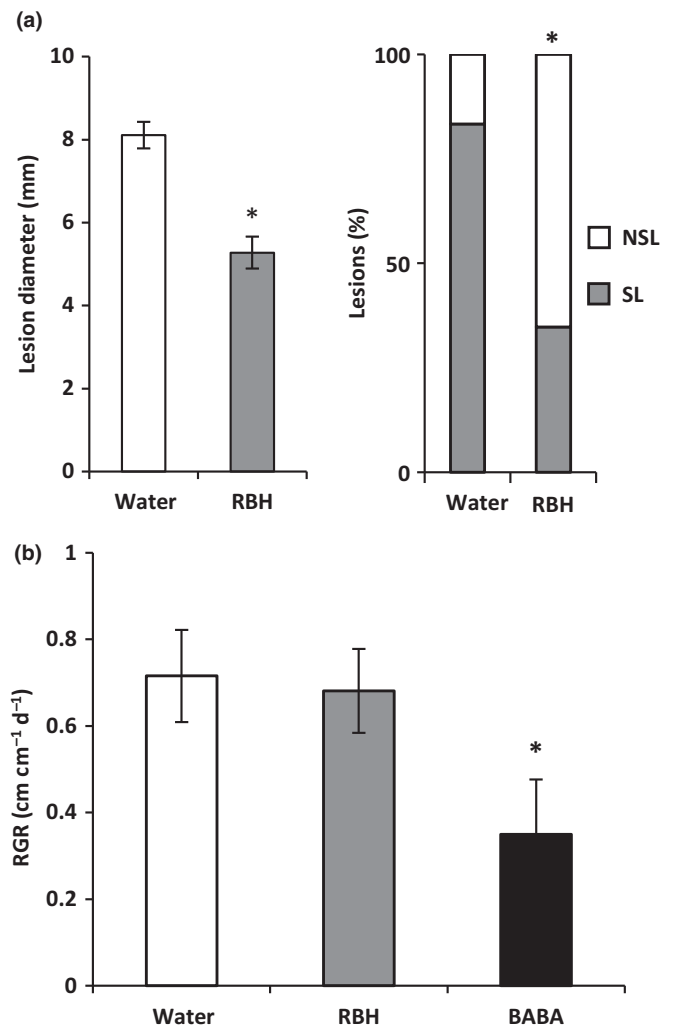 (a)
10
8
6
4
2
0
Lesion diameter (mm)
*
Water RBH
100
50
0
Lesions (%)
*
NSL
SL
Water RBH
(b)
1
0.8
0.6
0.4
0.2
0
RGR (cm cm⁻¹ d⁻¹)
*
Water RBH BABA